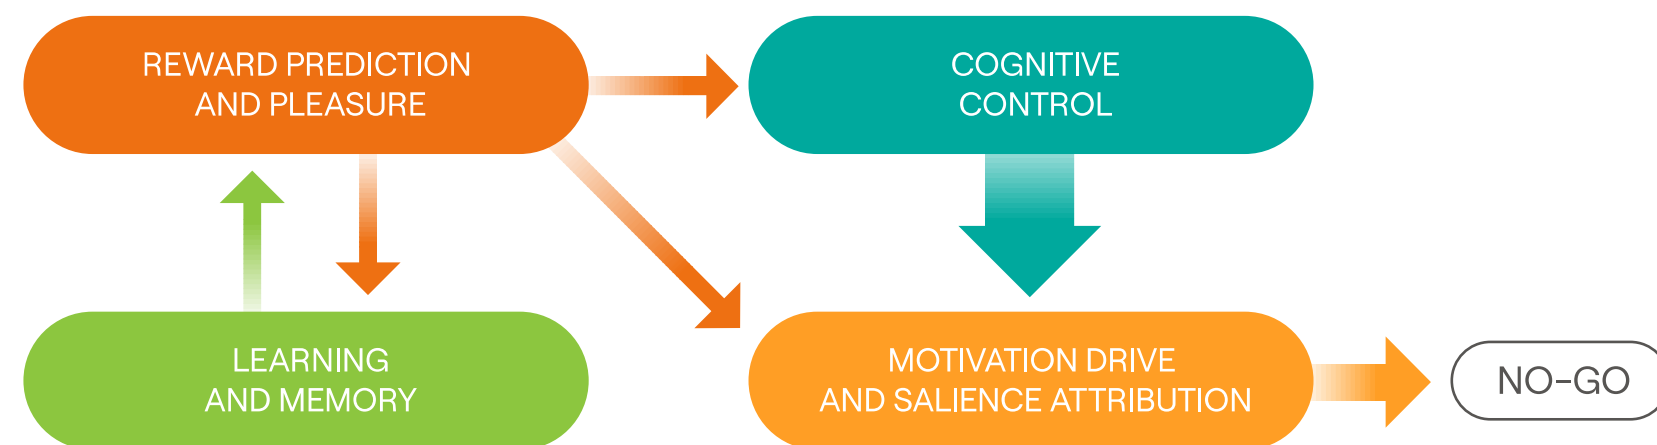 REWARD PREDICTION
AND PLEASURE
COGNITIVE
CONTROL
LEARNING
AND MEMORY
MOTIVATION DRIVE
AND SALIENCE ATTRIBUTION
NO-GO